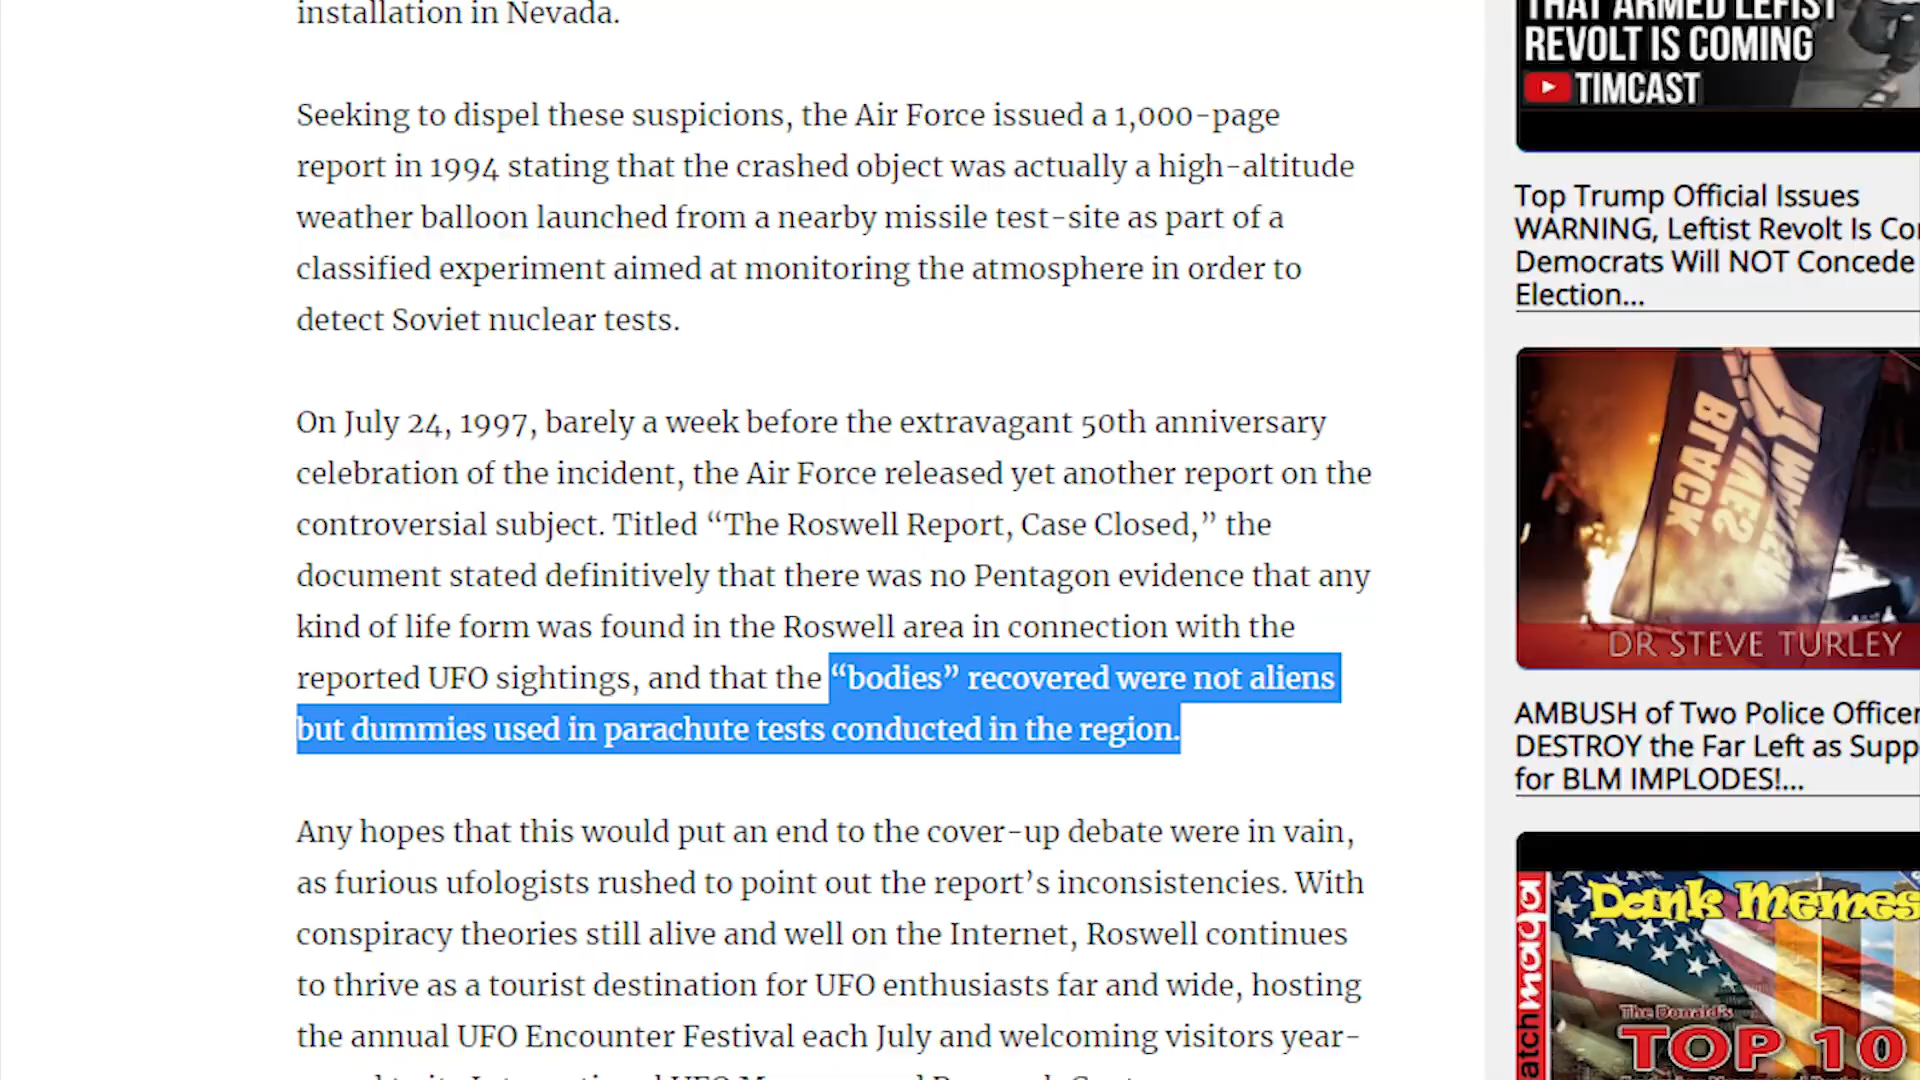 installation in Nevada.
Seeking to dispel these suspicions, the Air Force issued a 1,000-page
report in 1994 stating that the crashed object was actually a high-altitude
weather balloon launched from a nearby missile test-site as part of a
classified experiment aimed at monitoring the atmosphere in order to
detect Soviet nuclear tests.
On July 24, 1997, barely a week before the extravagant 50th anniversary
celebration of the incident, the Air Force released yet another report on the
controversial subject. Titled “The Roswell Report, Case Closed,” the
document stated definitively that there was no Pentagon evidence that any
kind of life form was found in the Roswell area in connection with the
reported UFO sightings, and that the “bodies” recovered were not aliens
but dummies used in parachute tests conducted in the region.
Any hopes that this would put an end to the cover-up debate were in vain,
as furious ufologists rushed to point out the report’s inconsistencies. With
conspiracy theories still alive and well on the Internet, Roswell continues
to thrive as a tourist destination for UFO enthusiasts far and wide, hosting
the annual UFO Encounter Festival each July and welcoming visitors year-
THAT ARMED LEFIST
REVOLT IS COMING
TIMCAST
Top Trump Official Issues
WARNING, Leftist Revolt Is Co
Democrats Will NOT Concede
Election...
BLACK
LIVES
MATTER
DR STEVE TURLEY
AMBUSH of Two Police Officer
DESTROY the Far Left as Supp
for BLM IMPLODES!...
Dank Memes
The Donald's
TOP 10
atchmaga